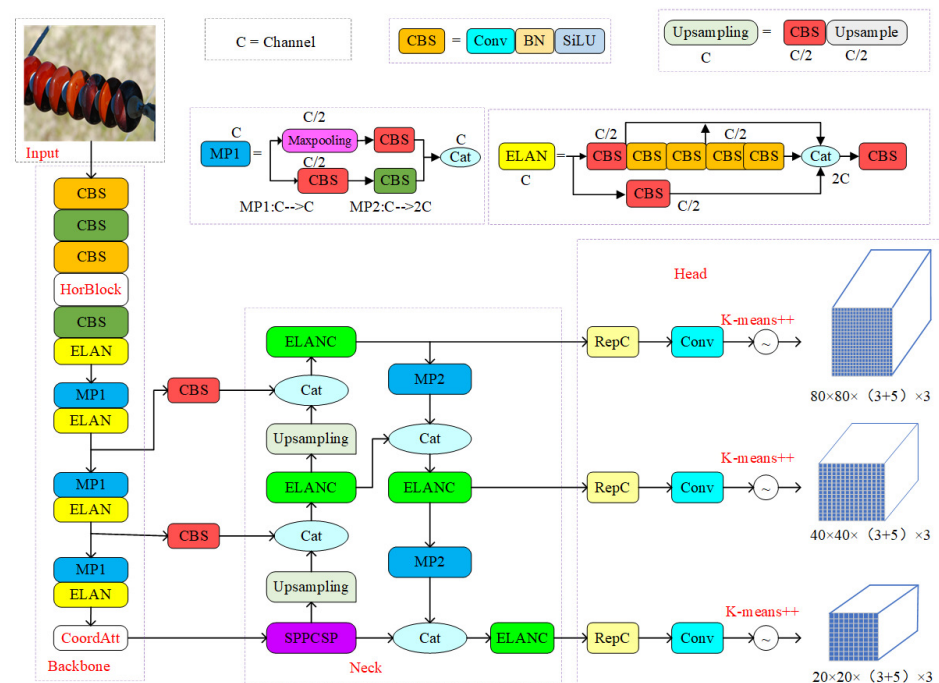 C = Channel
CBS = Conv BN SiLU
Upsampling = CBS Upsample
C C/2 C/2
Input
C/2
C C
MP1 = Maxpooling CBS Cat
C/2
CBS CBS
MP1:C-->C MP2:C-->2C
C/2 C/2
ELAN = CBS CBS CBS CBS CBS Cat CBS
C 2C
CBS
C/2
CBS
CBS
CBS
HorBlock
CBS
ELAN
MP1
ELAN
MP1
ELAN
MP1
ELAN
CoordAtt
Backbone
CBS
CBS
ELANC
Cat
Upsampling
ELANC
Cat
Upsampling
SPPCSP
MP2
Cat
ELANC
MP2
Cat
ELANC
Neck
Head
RepC Conv K-means++ ~
80×80×（3+5）×3
RepC Conv K-means++ ~
40×40×（3+5）×3
RepC Conv K-means++ ~
20×20×（3+5）×3